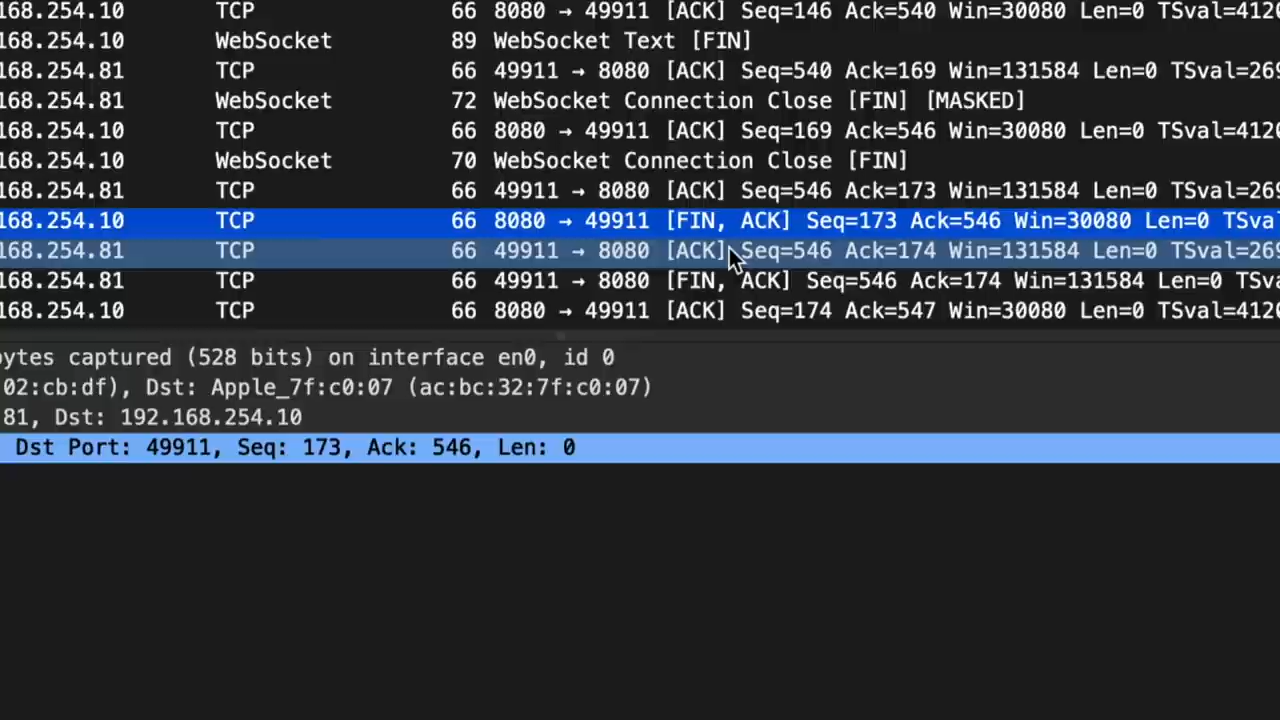 168.254.10 TCP 66 8080 → 49911 [ACK] Seq=146 Ack=540 Win=30080 Len=0 TSval=4120
168.254.10 WebSocket 89 WebSocket Text [FIN]
168.254.81 TCP 66 49911 → 8080 [ACK] Seq=540 Ack=169 Win=131584 Len=0 TSval=269
168.254.81 WebSocket 72 WebSocket Connection Close [FIN] [MASKED]
168.254.10 TCP 66 8080 → 49911 [ACK] Seq=169 Ack=546 Win=30080 Len=0 TSval=4120
168.254.10 WebSocket 70 WebSocket Connection Close [FIN]
168.254.81 TCP 66 49911 → 8080 [ACK] Seq=546 Ack=173 Win=131584 Len=0 TSval=269
168.254.10 TCP 66 8080 → 49911 [FIN, ACK] Seq=173 Ack=546 Win=30080 Len=0 TSva
168.254.81 TCP 66 49911 → 8080 [ACK] Seq=546 Ack=174 Win=131584 Len=0 TSval=269
168.254.81 TCP 66 49911 → 8080 [FIN, ACK] Seq=546 Ack=174 Win=131584 Len=0 TSva
168.254.10 TCP 66 8080 → 49911 [ACK] Seq=174 Ack=547 Win=30080 Len=0 TSval=4120
bytes captured (528 bits) on interface en0, id 0
02:cb:df), Dst: Apple_7f:c0:07 (ac:bc:32:7f:c0:07)
81, Dst: 192.168.254.10
Dst Port: 49911, Seq: 173, Ack: 546, Len: 0